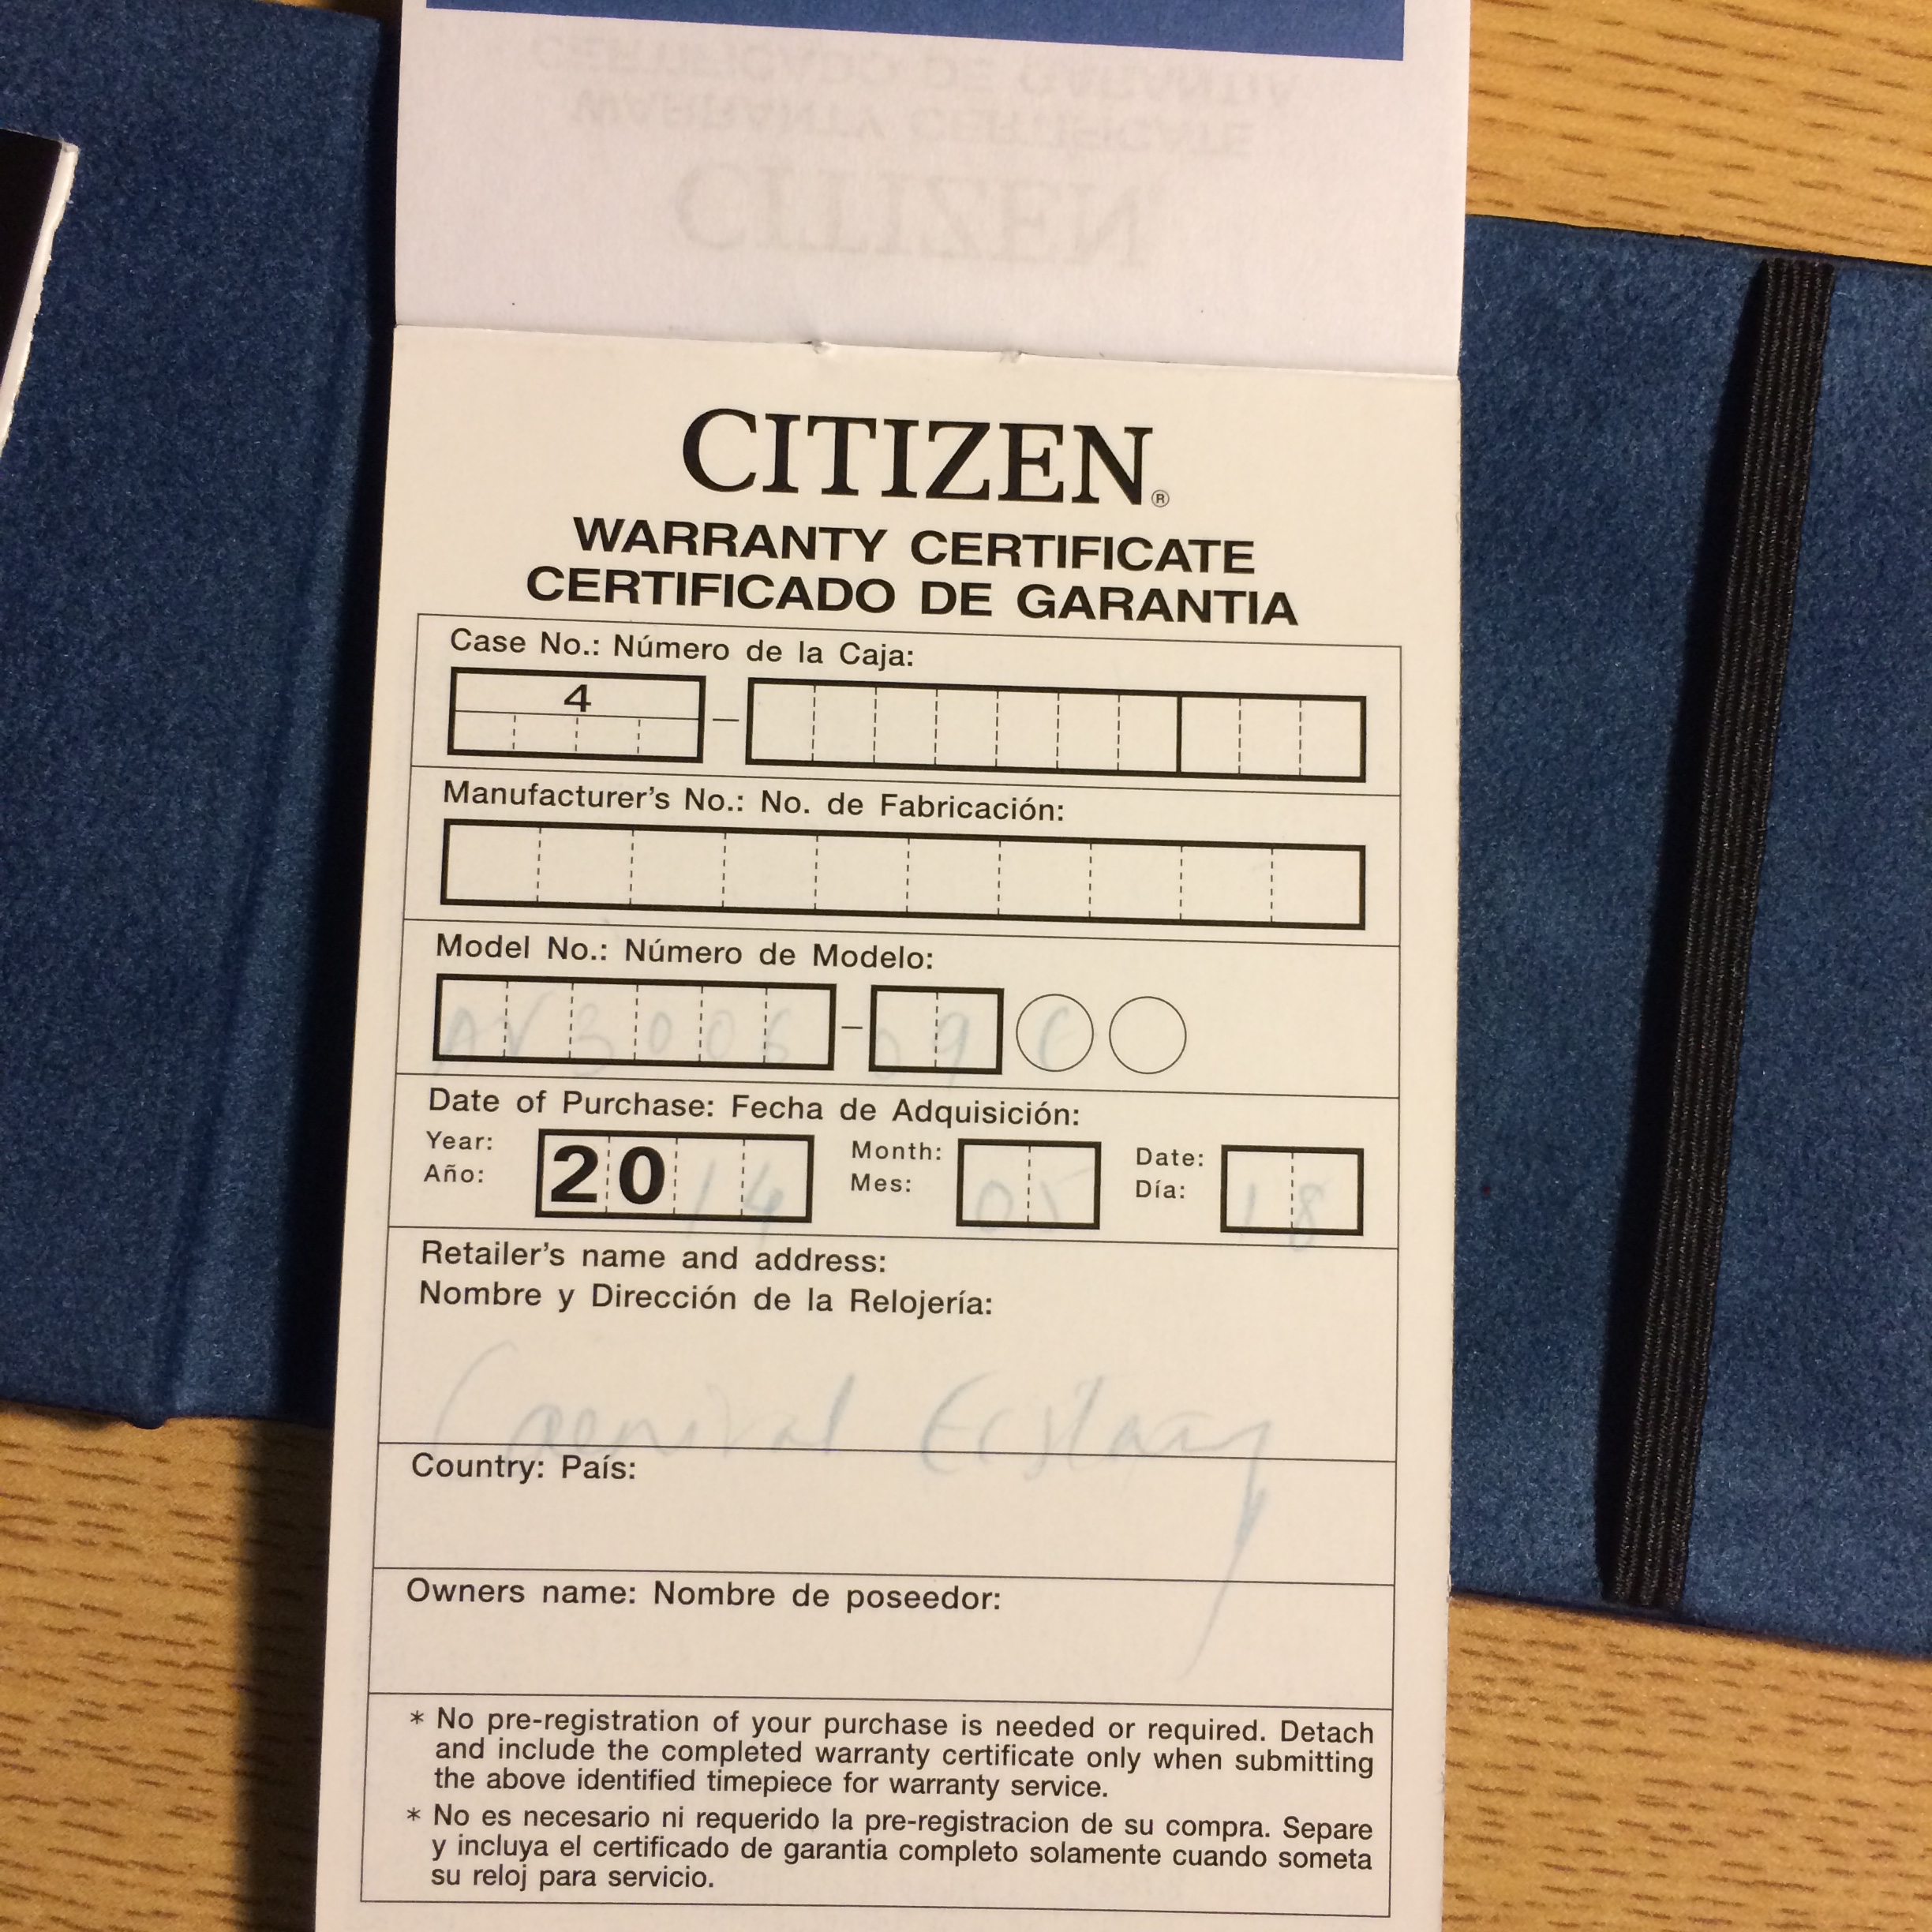 CITIZEN®
WARRANTY CERTIFICATE
CERTIFICADO DE GARANTIA
Case No.: Número de la Caja:
4 –
Manufacturer's No.: No. de Fabricación:
Model No.: Número de Modelo:
AV3006 – 09 E
Date of Purchase: Fecha de Adquisición:
Year: 2014 Month: 05 Date: 18
Año: Mes: Día:
Retailer's name and address:
Nombre y Dirección de la Relojería:
Ecstasy
Country: País:
Owners name: Nombre de poseedor:
* No pre-registration of your purchase is needed or required. Detach
and include the completed warranty certificate only when submitting
the above identified timepiece for warranty service.
* No es necesario ni requerido la pre-registracion de su compra. Separe
y incluya el certificado de garantia completo solamente cuando someta
su reloj para servicio.